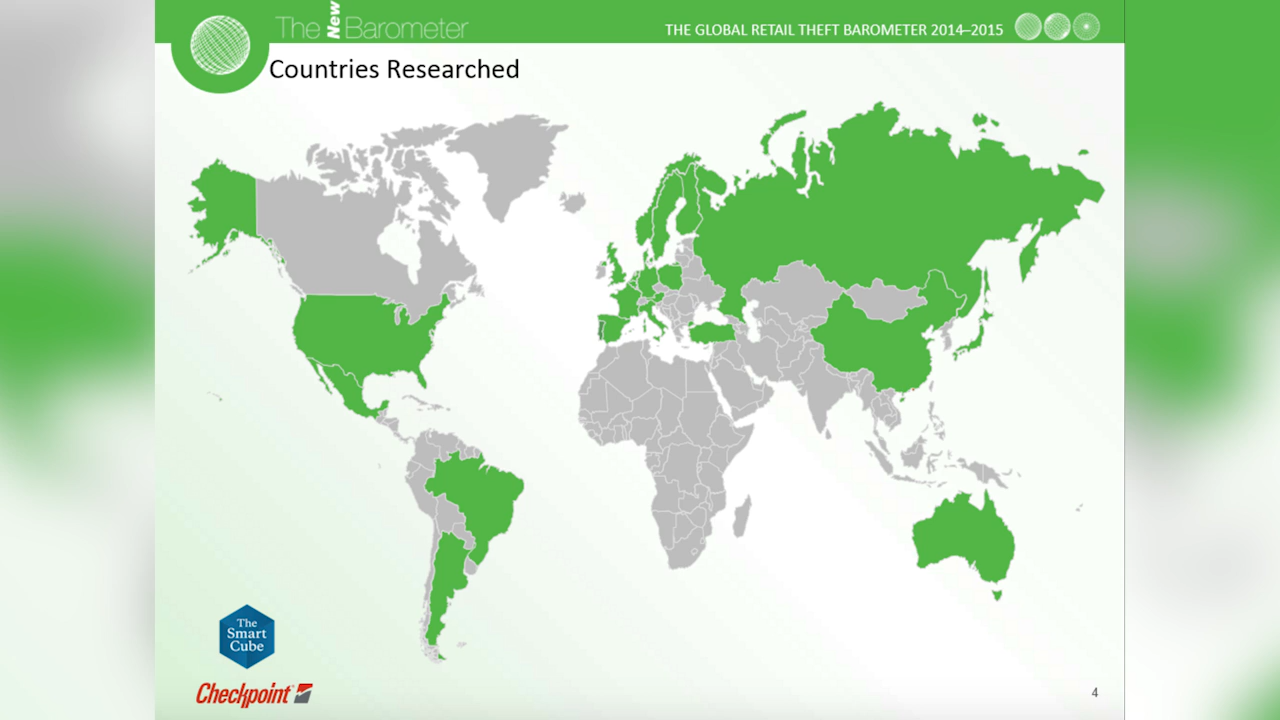 The New Barometer
THE GLOBAL RETAIL THEFT BAROMETER 2014–2015
Countries Researched
The
Smart
Cube
Checkpoint
4